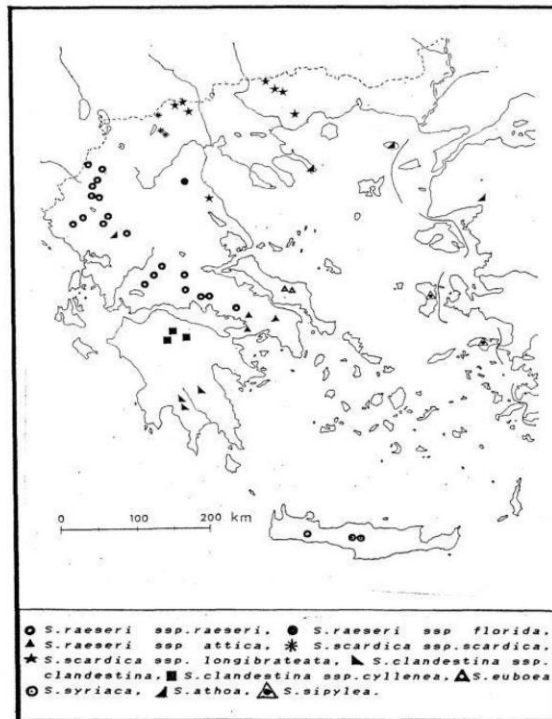 0 100 200 km
S.raeseri ssp.raeseri, S.raeseri ssp florida,
S.raeseri ssp attica, S.scardica ssp.scardica,
S.scardica ssp. longibrateata, S.clandestina ssp.
clandestina, S.clandestina ssp.cyllenea, S.euboea
S.syriaca, S.athoa, S.sipylea.